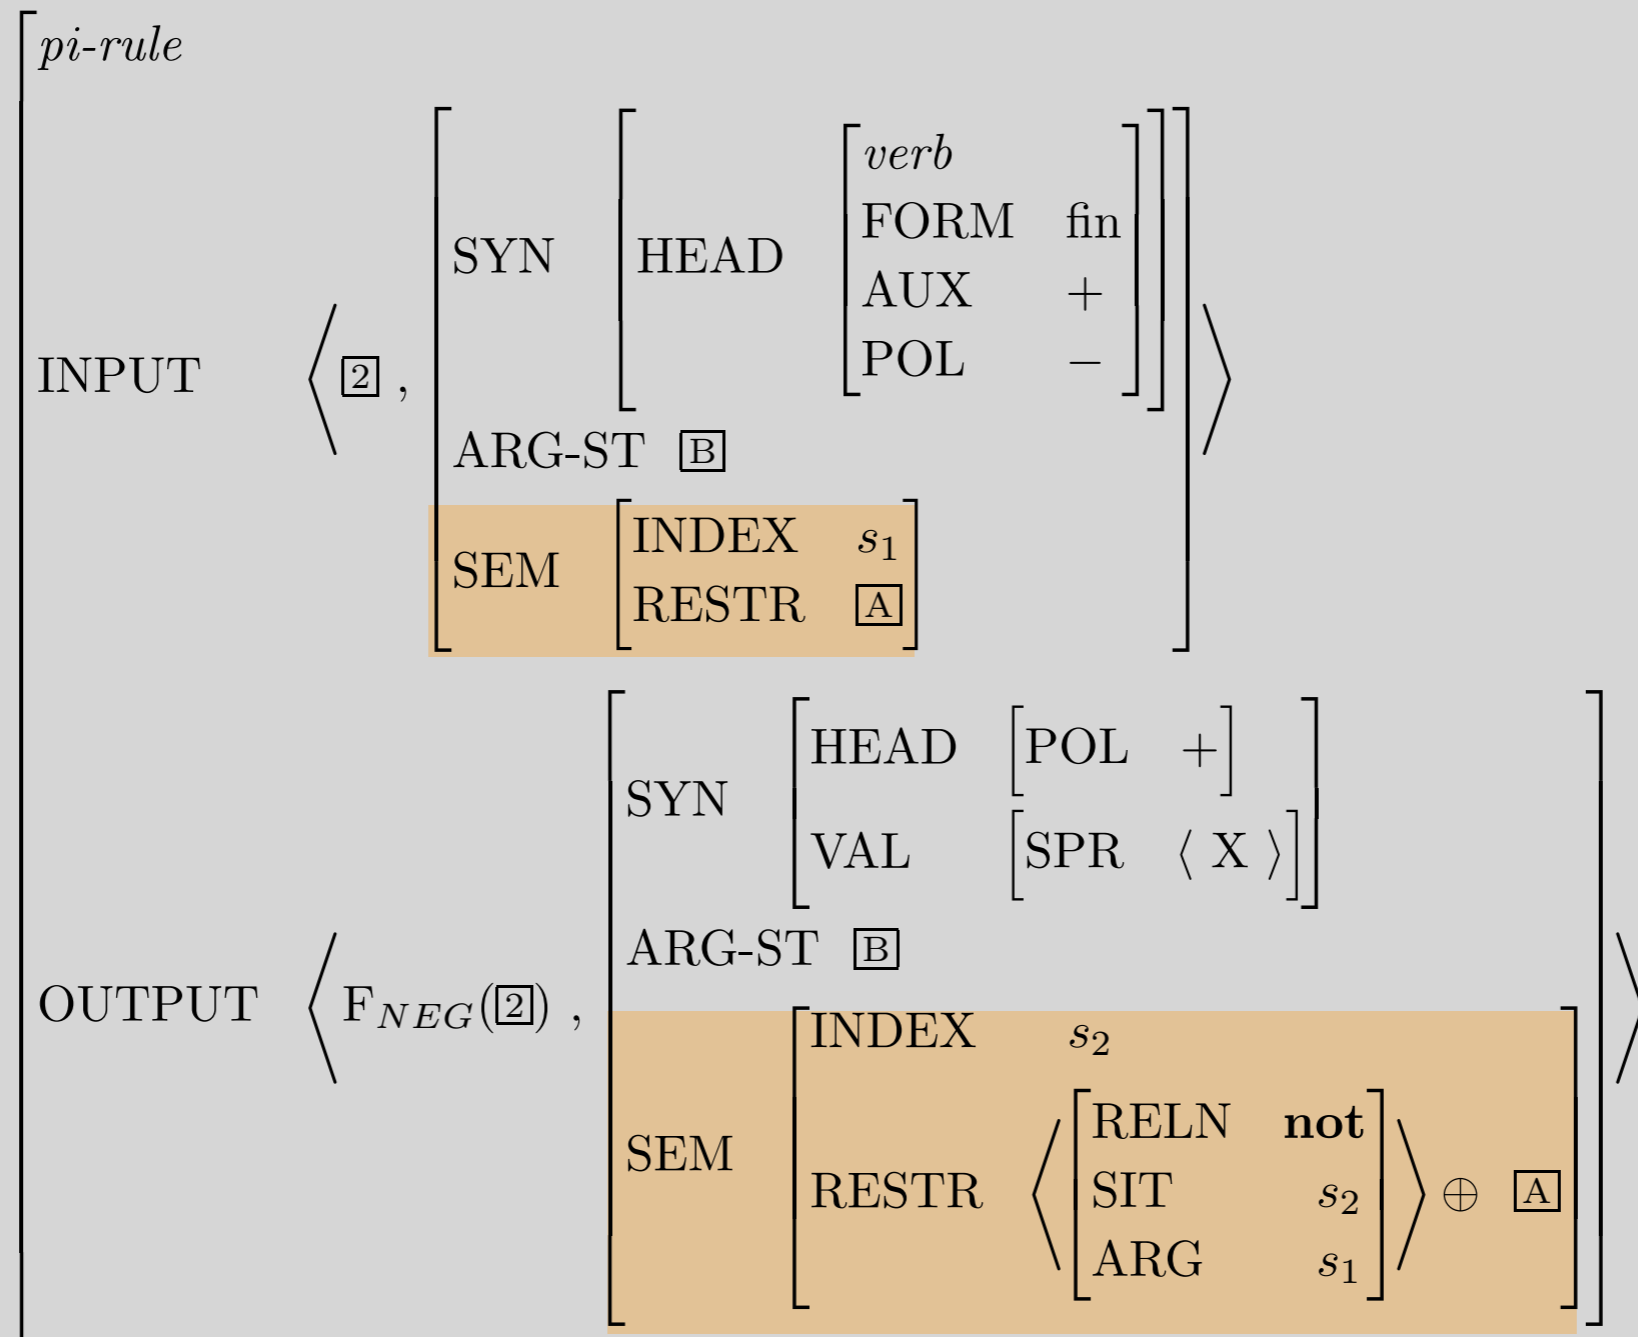 pi-rule
verb
FORM fin
SYN HEAD
AUX +
POL −
INPUT ⟨ 2 , ⟩
ARG-ST B
INDEX s₁
SEM
RESTR A
HEAD [POL +]
SYN
VAL [SPR ⟨ X ⟩]
ARG-ST B
OUTPUT ⟨ F_NEG(2) , ⟩
INDEX s₂
RELN not
SEM
RESTR ⟨ SIT s₂ ⟩ ⊕ A
ARG s₁